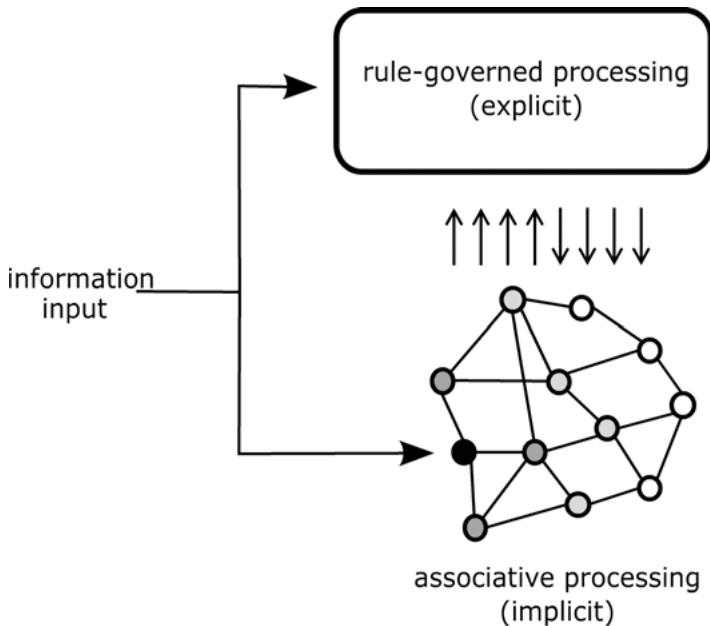 rule-governed processing
(explicit)
information
input
associative processing
(implicit)